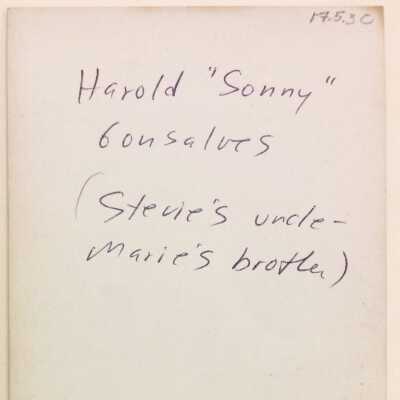 17.5.30
Harold "Sonny"
Gonsalves
(Stevie's uncle-
Marie's brother)